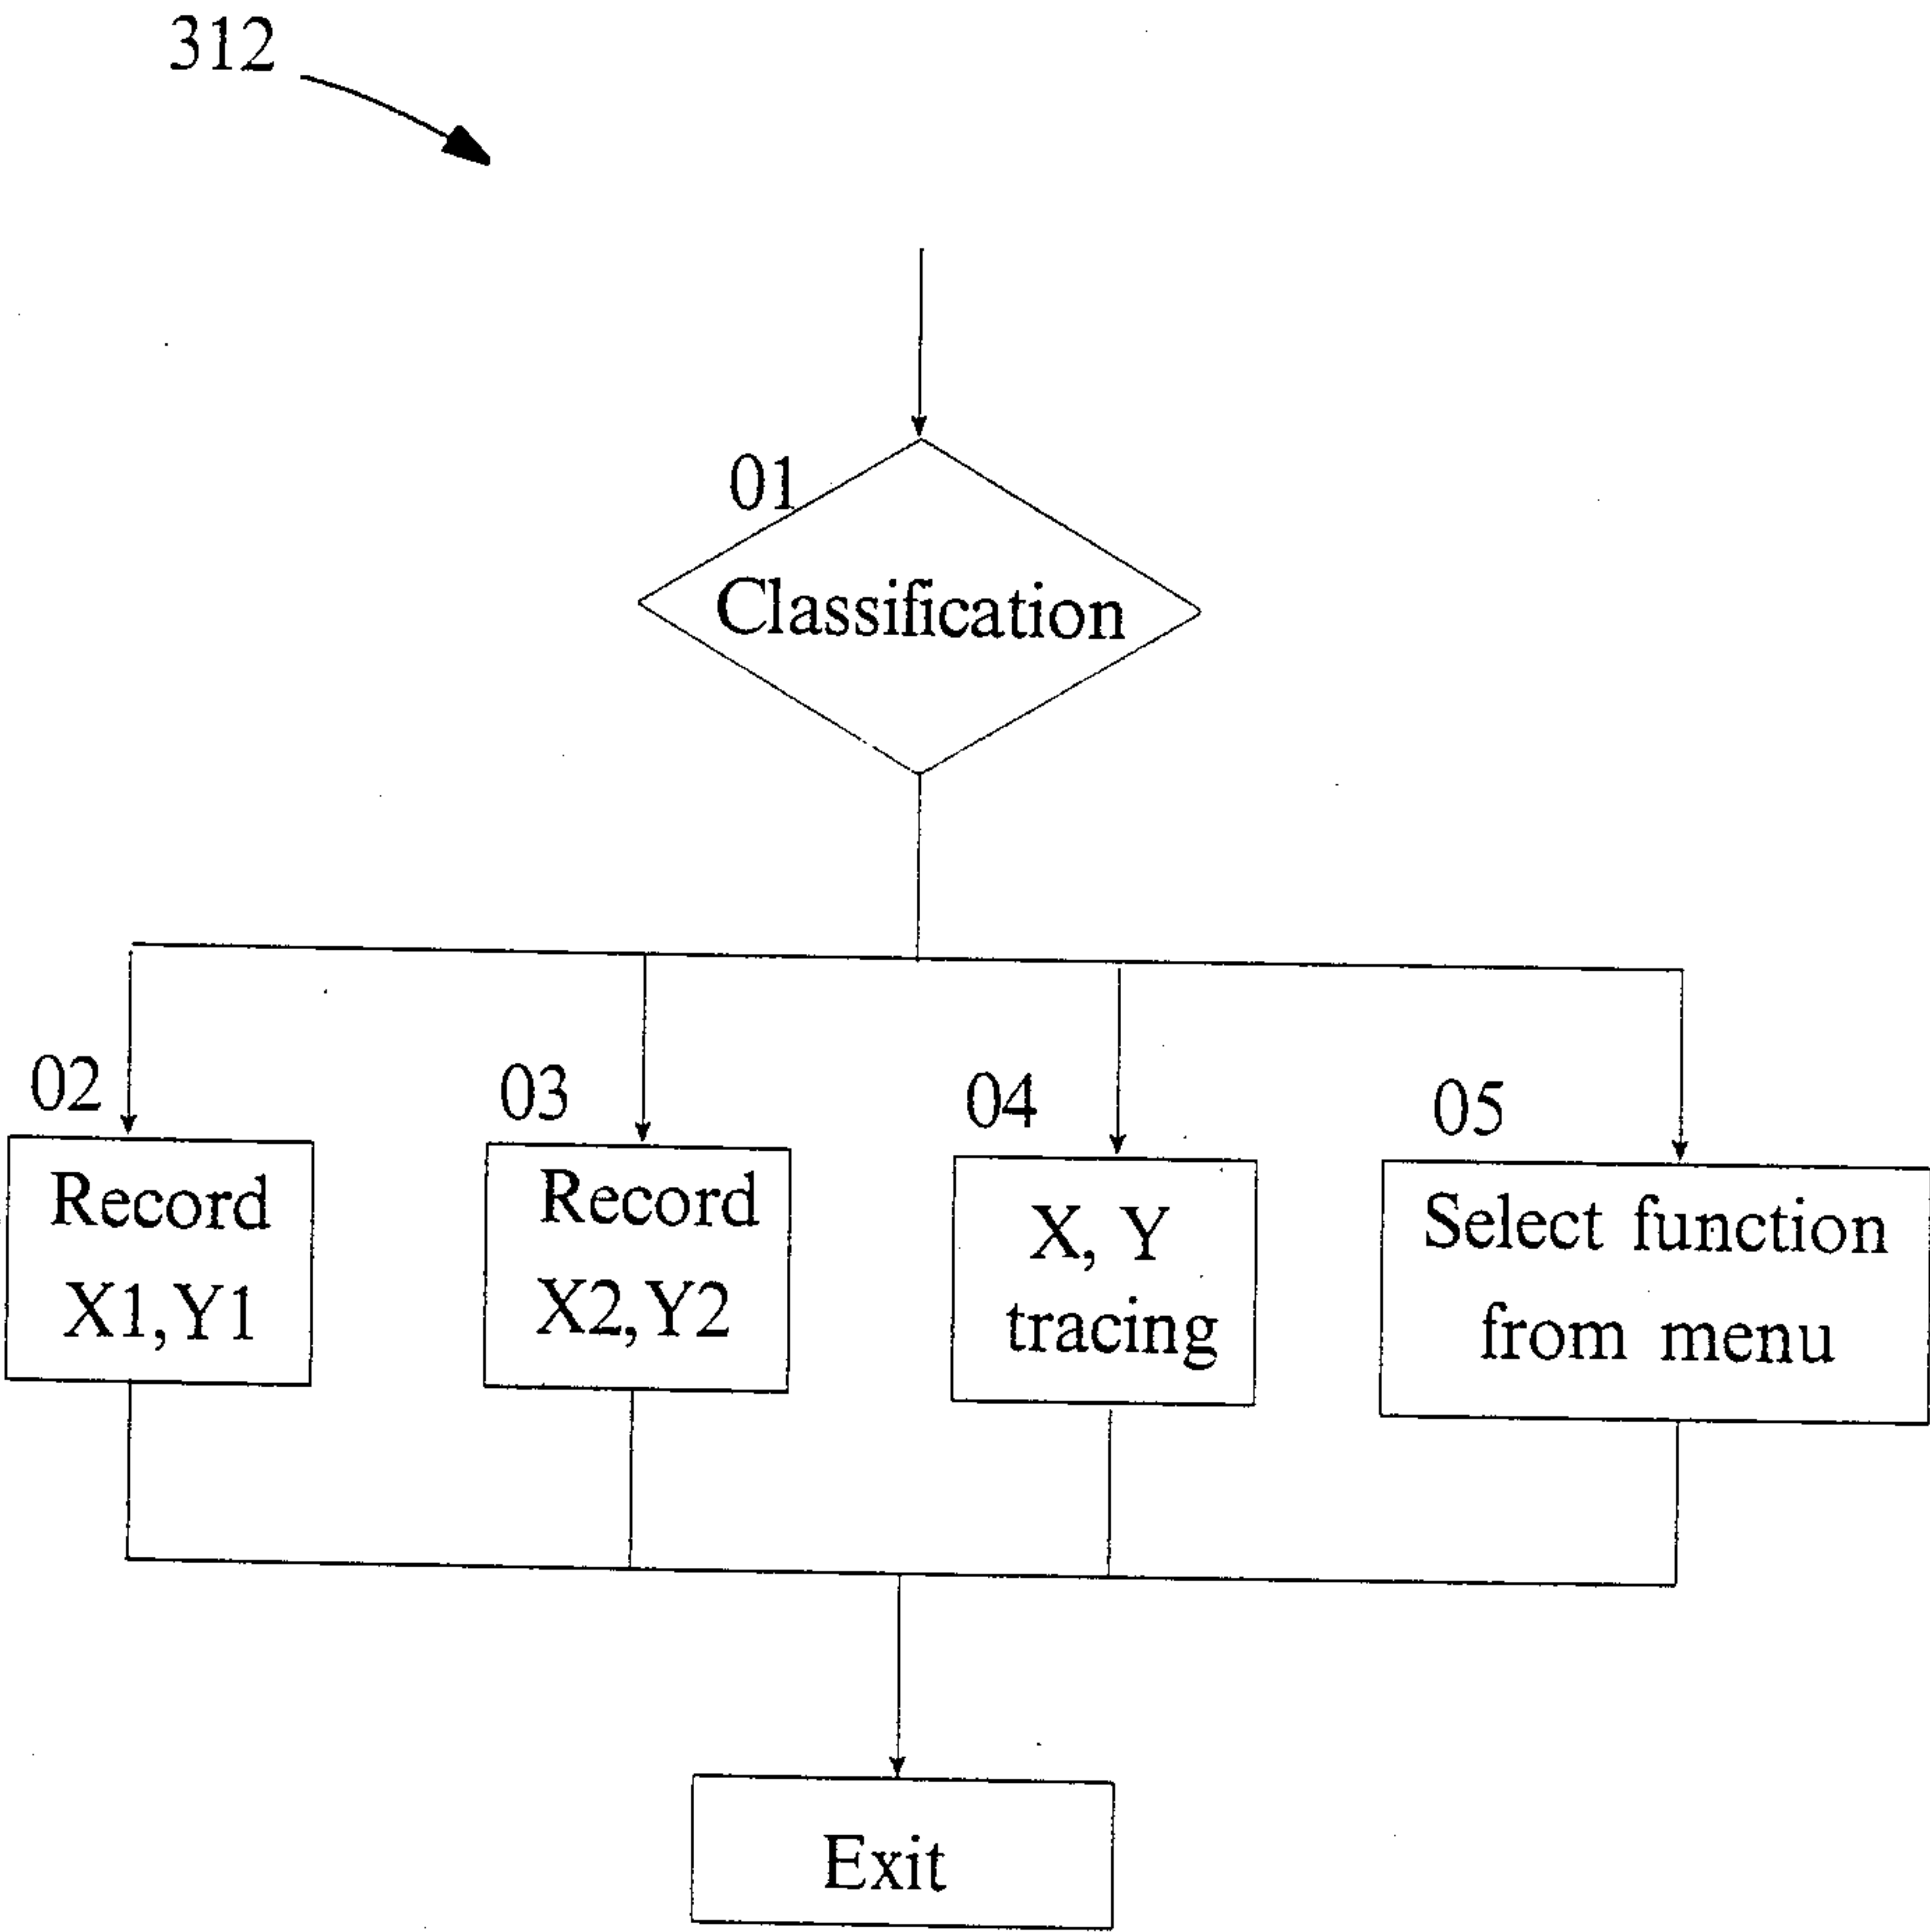 312
01
Classification
02
Record
X1,Y1
03
Record
X2,Y2
04
X, Y
tracing
05
Select function
from menu
Exit